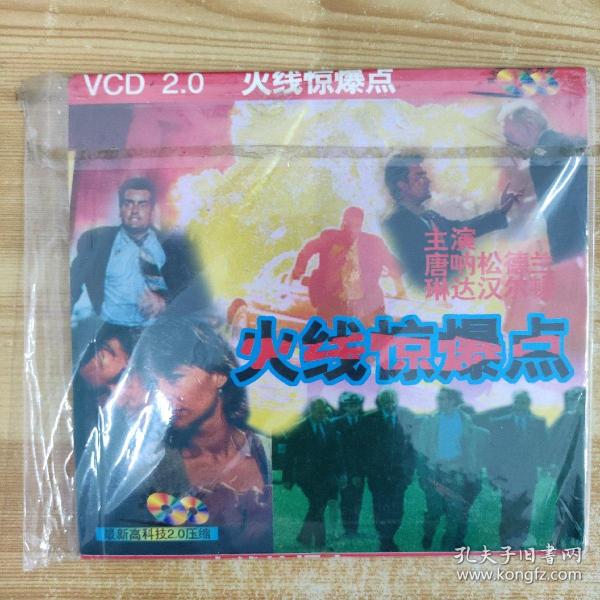 VCD 2.0 火线惊爆点
主演
唐呐松德兰
琳达汉尔顿
火线惊爆点
最新高科技2.0压缩
孔夫子旧书网
www.kongfz.com